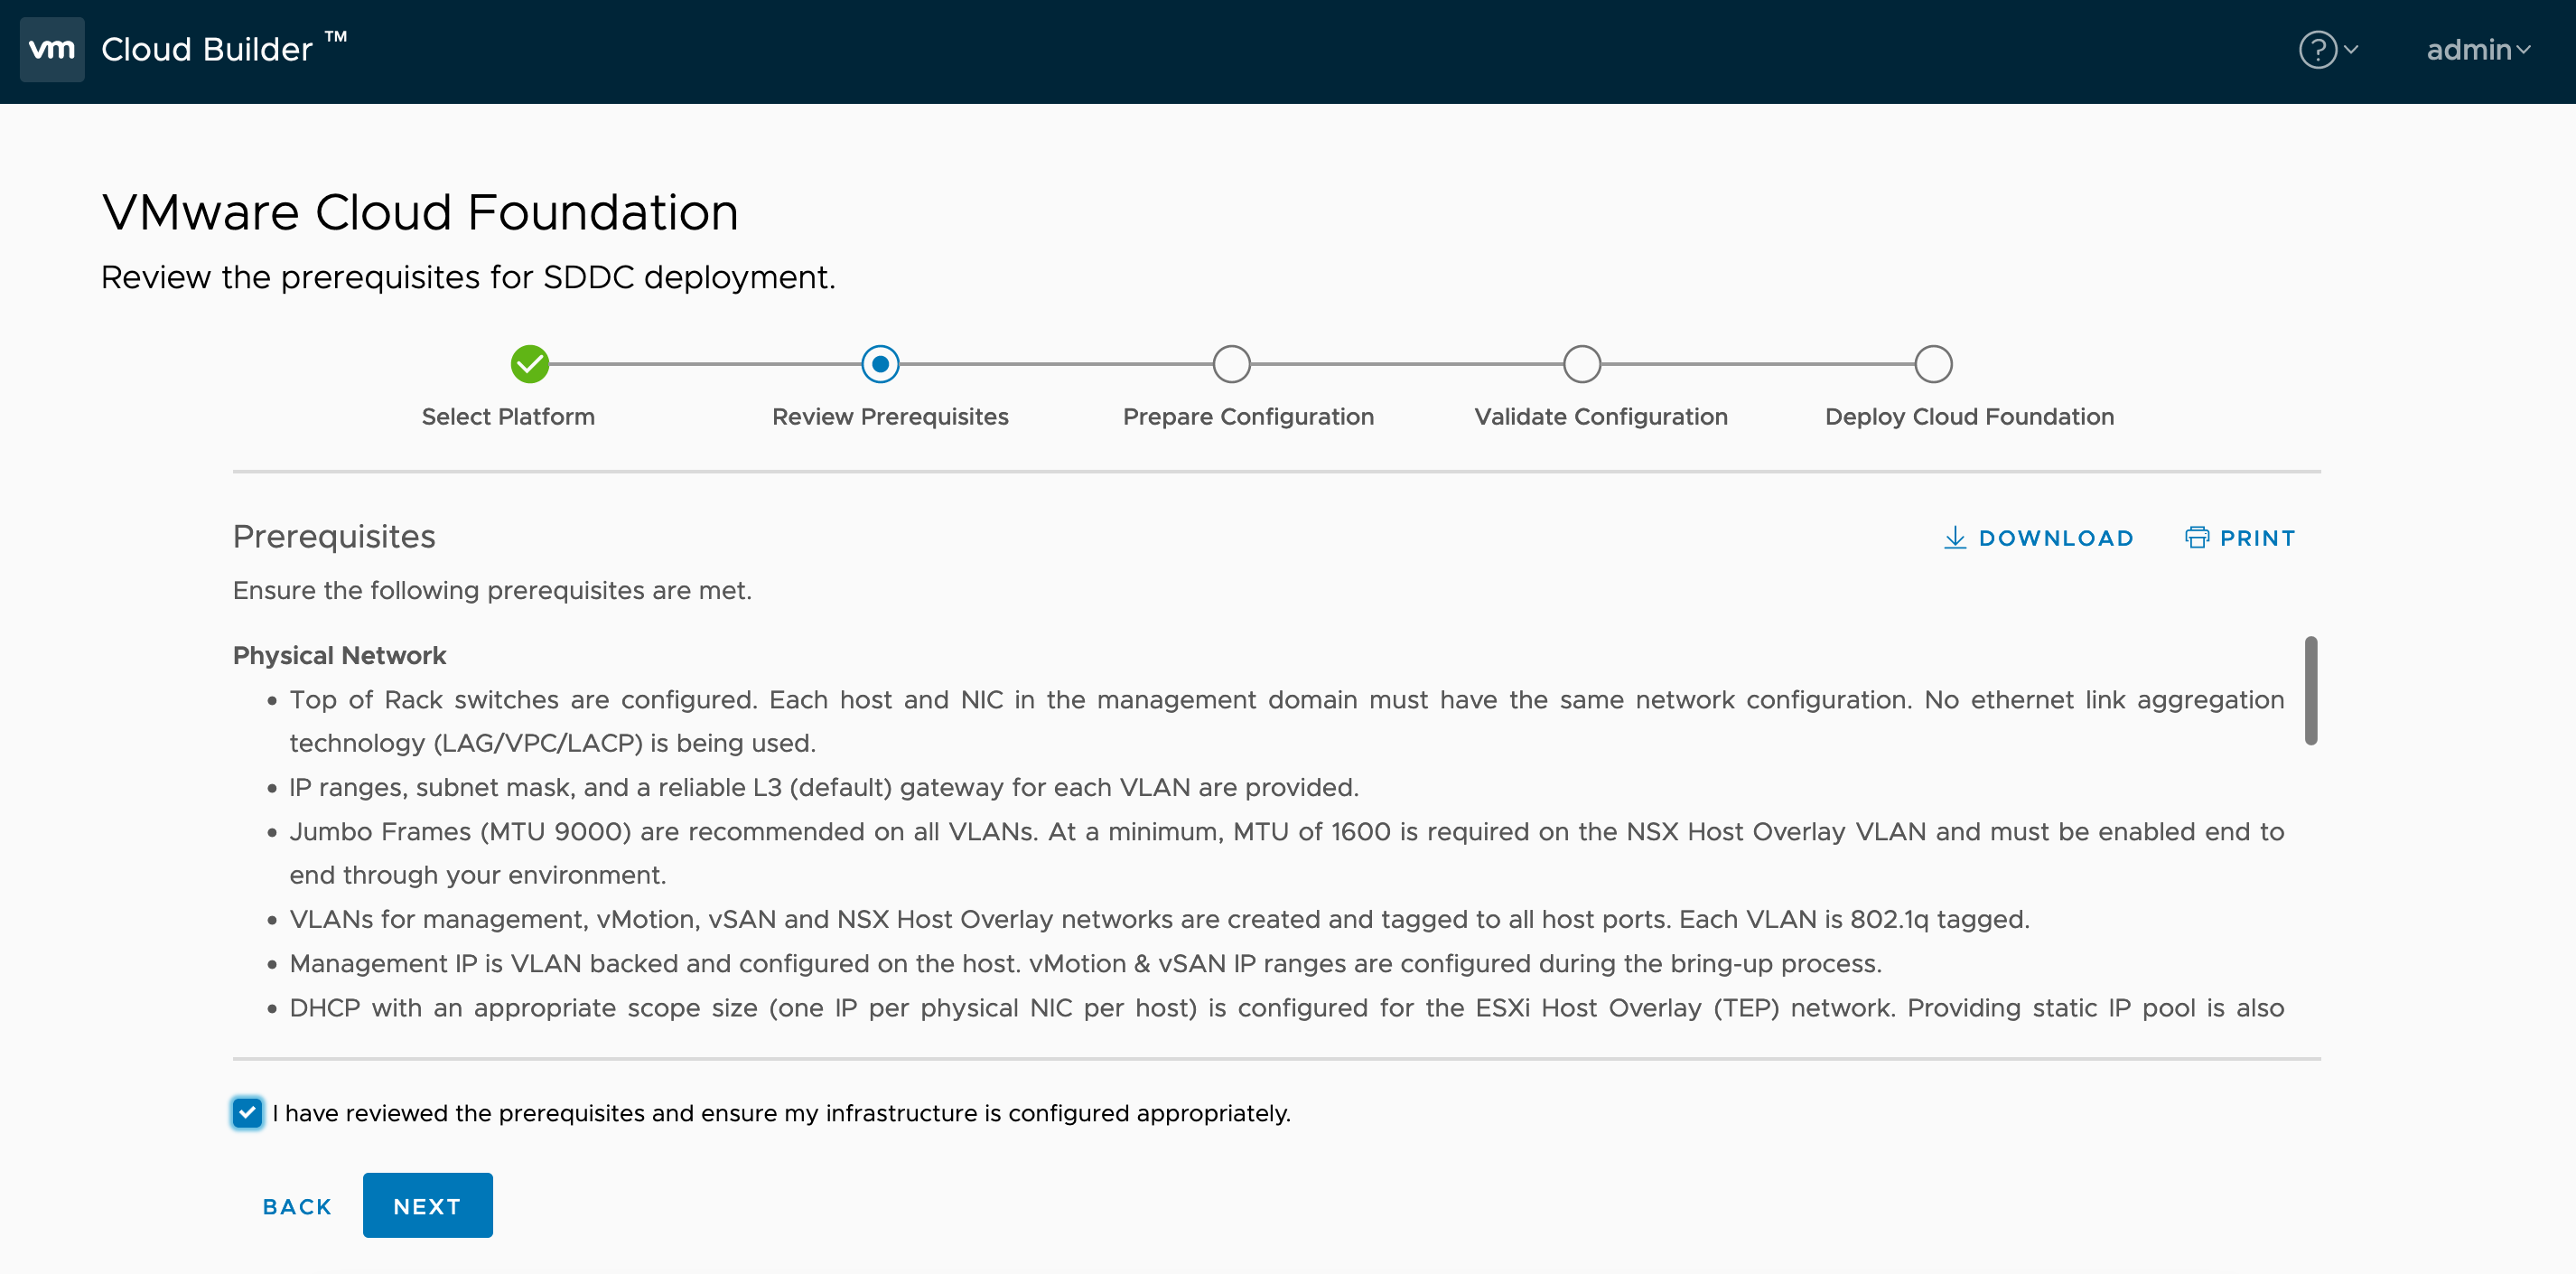 vm Cloud Builder ™
? admin
VMware Cloud Foundation
Review the prerequisites for SDDC deployment.
Select Platform
Review Prerequisites
Prepare Configuration
Validate Configuration
Deploy Cloud Foundation
Prerequisites
DOWNLOAD
PRINT
Ensure the following prerequisites are met.
Physical Network
• Top of Rack switches are configured. Each host and NIC in the management domain must have the same network configuration. No ethernet link aggregation
technology (LAG/VPC/LACP) is being used.
• IP ranges, subnet mask, and a reliable L3 (default) gateway for each VLAN are provided.
• Jumbo Frames (MTU 9000) are recommended on all VLANs. At a minimum, MTU of 1600 is required on the NSX Host Overlay VLAN and must be enabled end to
end through your environment.
• VLANs for management, vMotion, vSAN and NSX Host Overlay networks are created and tagged to all host ports. Each VLAN is 802.1q tagged.
• Management IP is VLAN backed and configured on the host. vMotion & vSAN IP ranges are configured during the bring-up process.
• DHCP with an appropriate scope size (one IP per physical NIC per host) is configured for the ESXi Host Overlay (TEP) network. Providing static IP pool is also
I have reviewed the prerequisites and ensure my infrastructure is configured appropriately.
BACK
NEXT